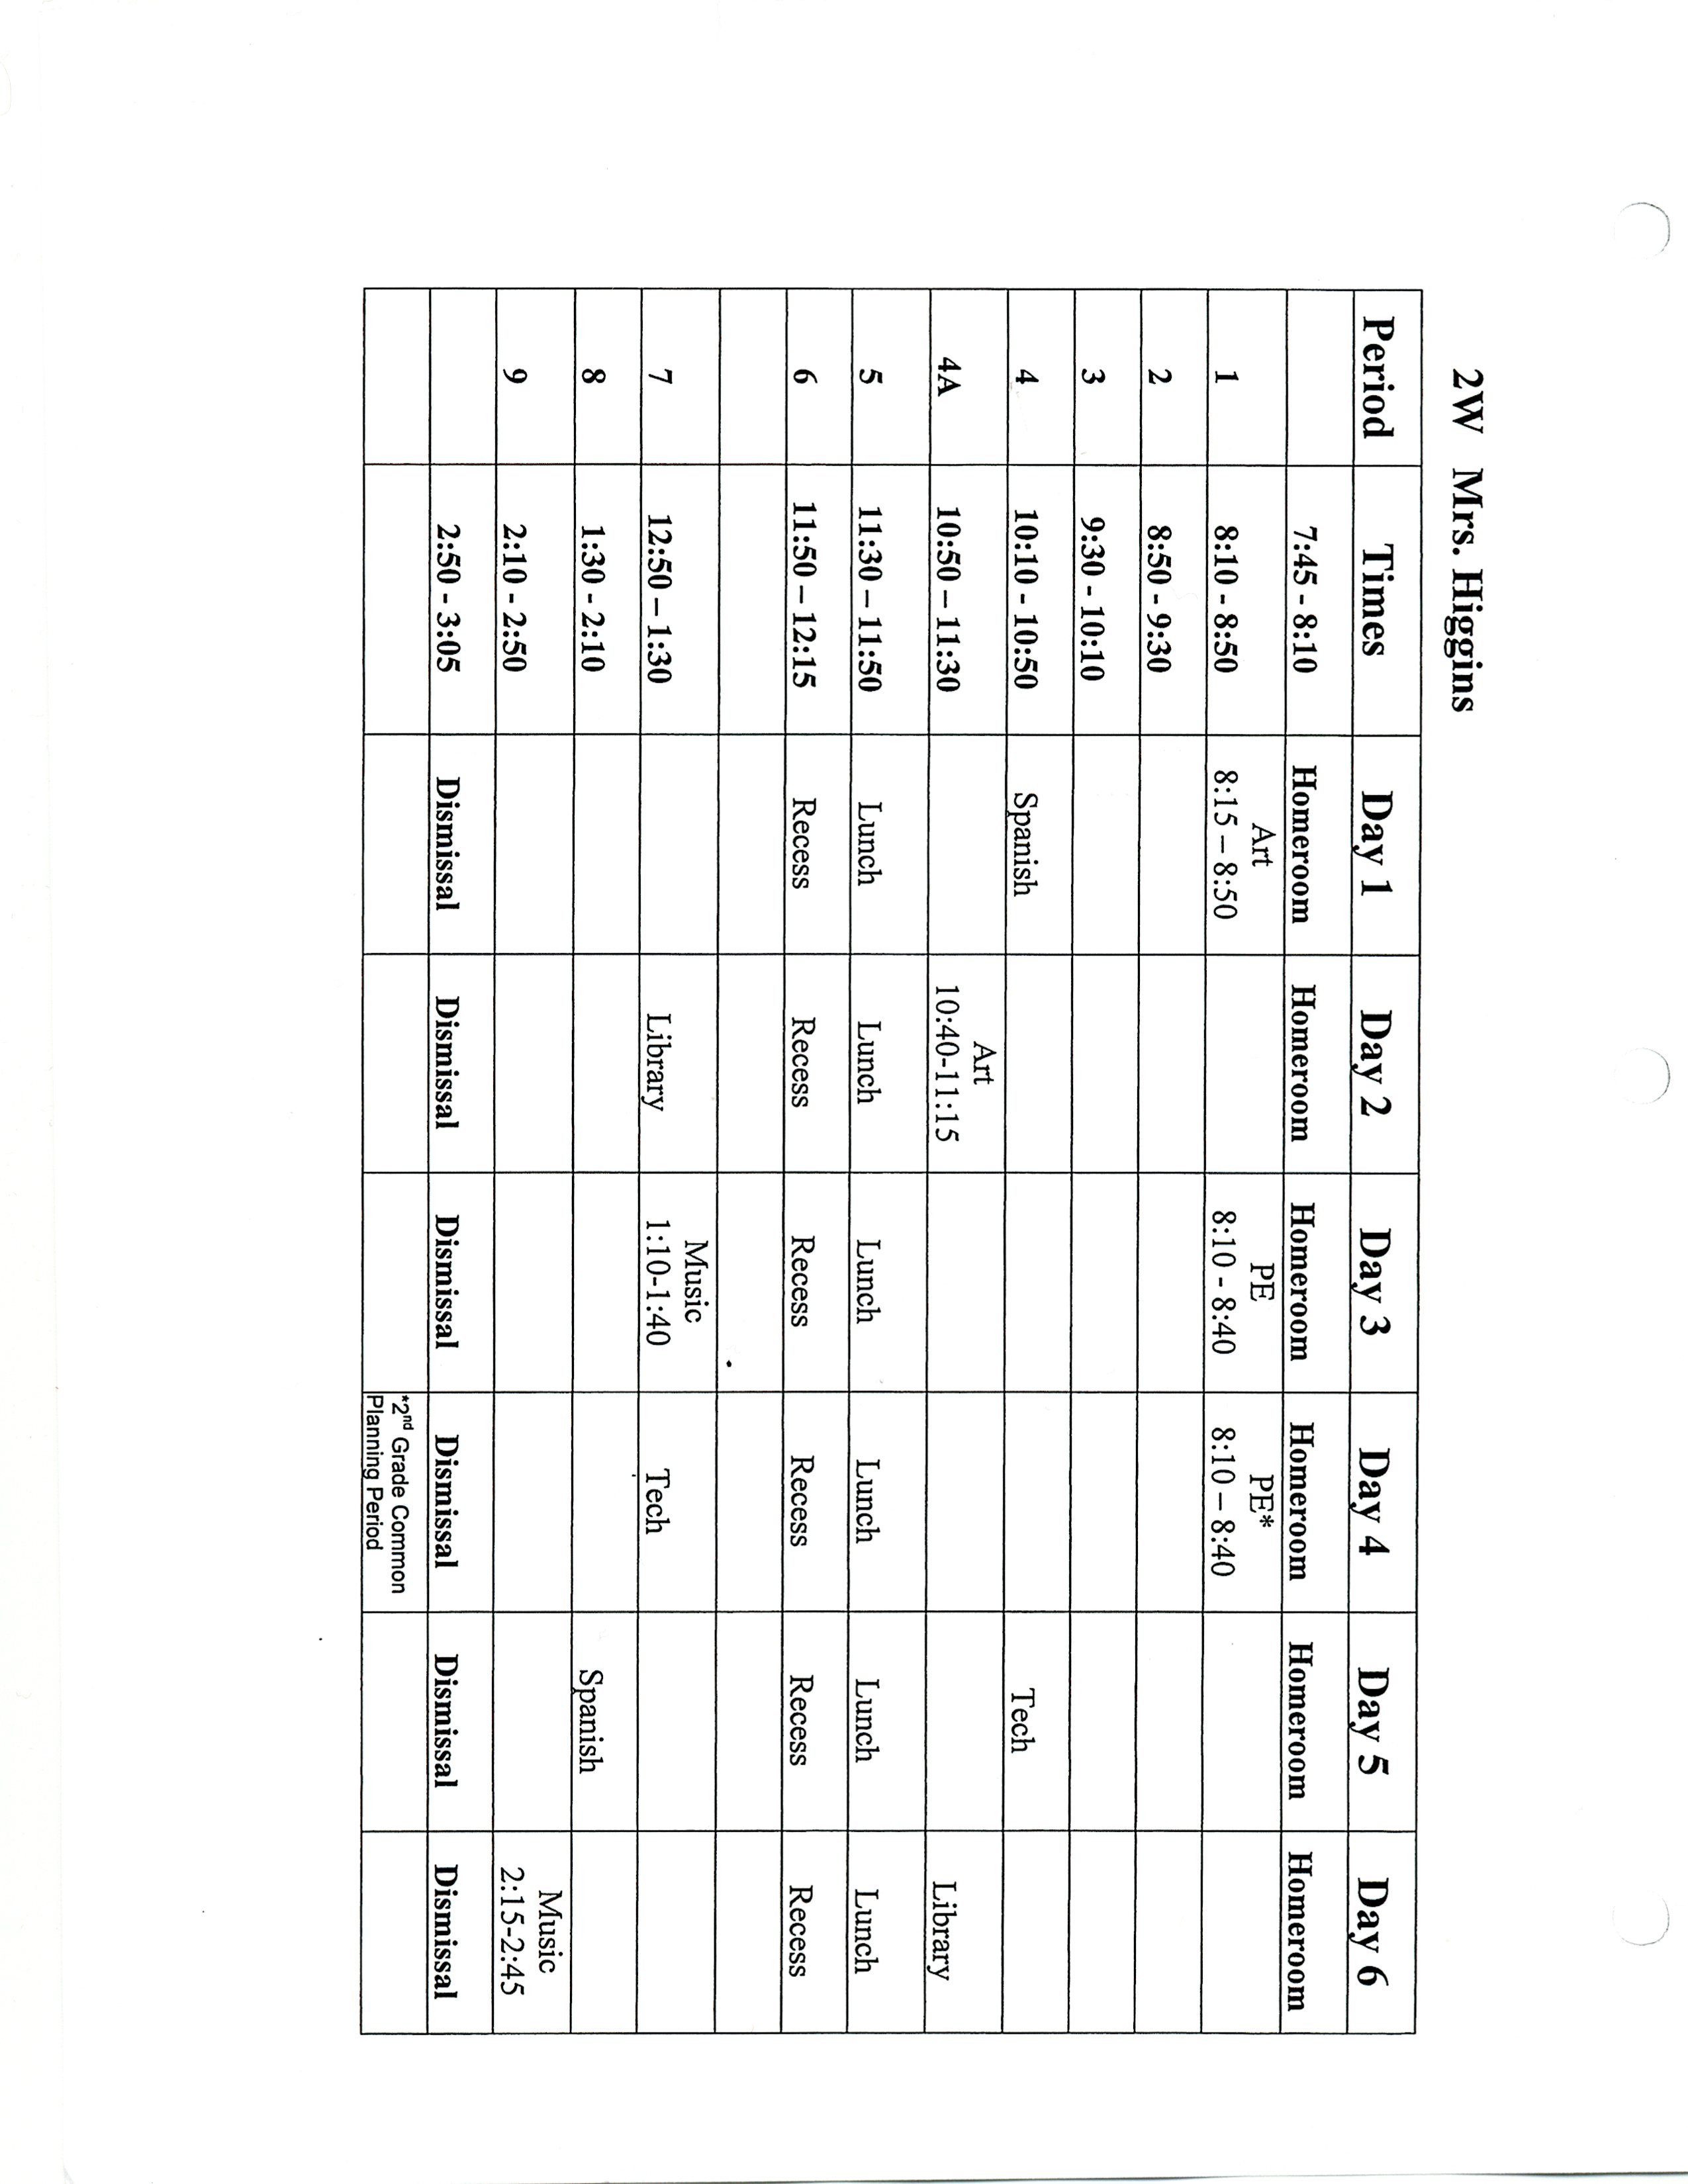 2W Mrs. Higgins
Period Times Day 1 Day 2 Day 3 Day 4 Day 5 Day 6
7:45 - 8:10 Homeroom Homeroom Homeroom Homeroom Homeroom Homeroom
Art PE PE*
1 8:10 - 8:50 8:15 – 8:50 8:10 - 8:40 8:10 – 8:40
2 8:50 - 9:30
3 9:30 - 10:10
4 10:10 - 10:50 Spanish Tech
Art
4A 10:50 – 11:30 10:40-11:15 Library
5 11:30 – 11:50 Lunch Lunch Lunch Lunch Lunch Lunch
6 11:50 – 12:15 Recess Recess Recess Recess Recess Recess
Music
7 12:50 – 1:30 Library 1:10-1:40 Tech
8 1:30 - 2:10 Spanish
Music
9 2:10 - 2:50 2:15-2:45
2:50 - 3:05 Dismissal Dismissal Dismissal Dismissal Dismissal Dismissal
*2nd Grade Common
Planning Period